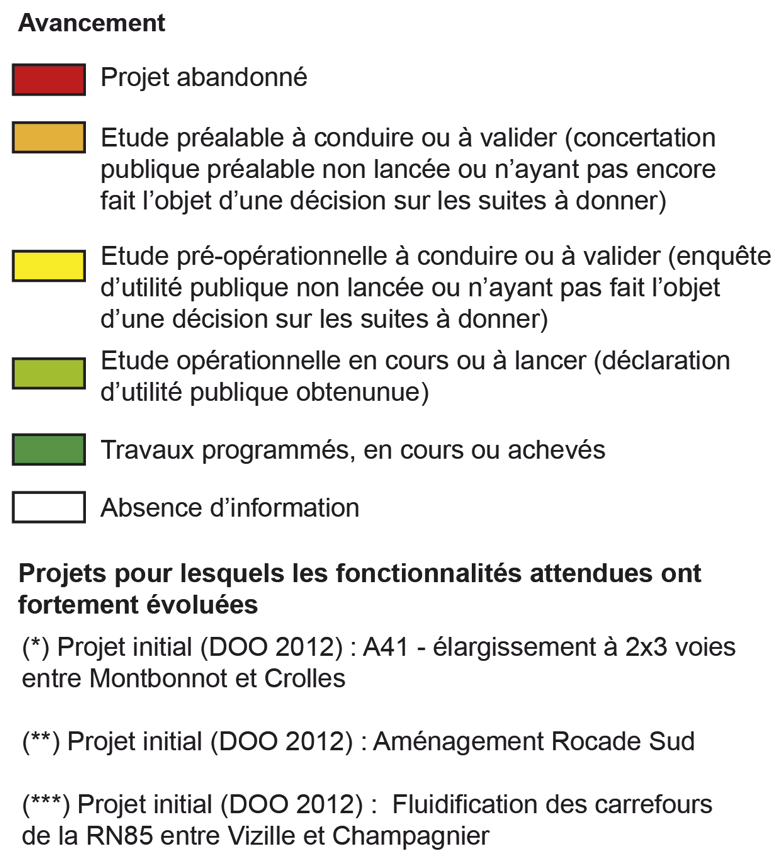 Avancement
Projet abandonné
Etude préalable à conduire ou à valider (concertation
publique préalable non lancée ou n’ayant pas encore
fait l’objet d’une décision sur les suites à donner)
Etude pré-opérationnelle à conduire ou à valider (enquête
d’utilité publique non lancée ou n’ayant pas fait l’objet
d’une décision sur les suites à donner)
Etude opérationnelle en cours ou à lancer (déclaration
d’utilité publique obtenunue)
Travaux programmés, en cours ou achevés
Absence d’information
Projets pour lesquels les fonctionnalités attendues ont
fortement évoluées
(*) Projet initial (DOO 2012) : A41 - élargissement à 2x3 voies
entre Montbonnot et Crolles
(**) Projet initial (DOO 2012) : Aménagement Rocade Sud
(***) Projet initial (DOO 2012) : Fluidification des carrefours
de la RN85 entre Vizille et Champagnier